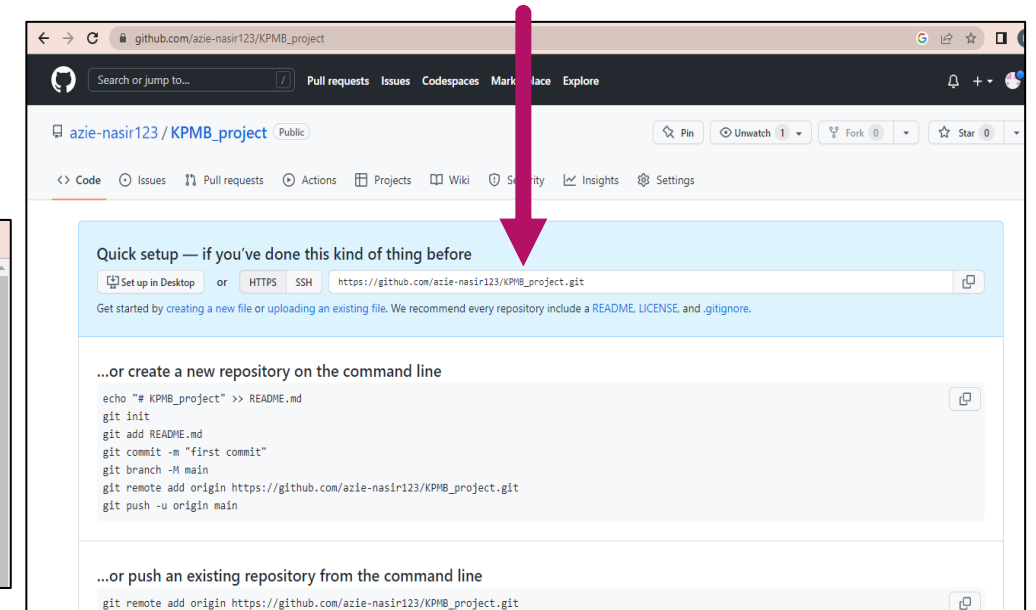 github.com/azie-nasir123/KPMB_project
Search or jump to... / Pull requests Issues Codespaces Explore
azie-nasir123 / KPMB_project Public
Pin Unwatch 1 Fork 0 Star 0
<> Code Issues Pull requests Actions Projects Wiki Insights Settings
Quick setup — if you've done this kind of thing before
Set up in Desktop or HTTPS SSH https://github.com/azie-nasir123/KPMB_project.git
Get started by creating a new file or uploading an existing file. We recommend every repository include a README, LICENSE, and .gitignore.
...or create a new repository on the command line
echo "# KPMB_project" >> README.md
git init
git add README.md
git commit -m "first commit"
git branch -M main
git remote add origin https://github.com/azie-nasir123/KPMB_project.git
git push -u origin main
...or push an existing repository from the command line
git remote add origin https://github.com/azie-nasir123/KPMB_project.git